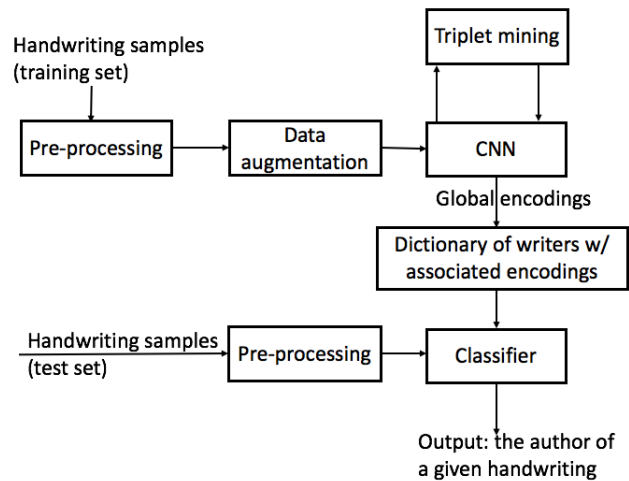 Handwriting samples
(training set)
Triplet mining
Pre-processing
Data
augmentation
CNN
Global encodings
Dictionary of writers w/
associated encodings
Handwriting samples
(test set)
Pre-processing
Classifier
Output: the author of
a given handwriting